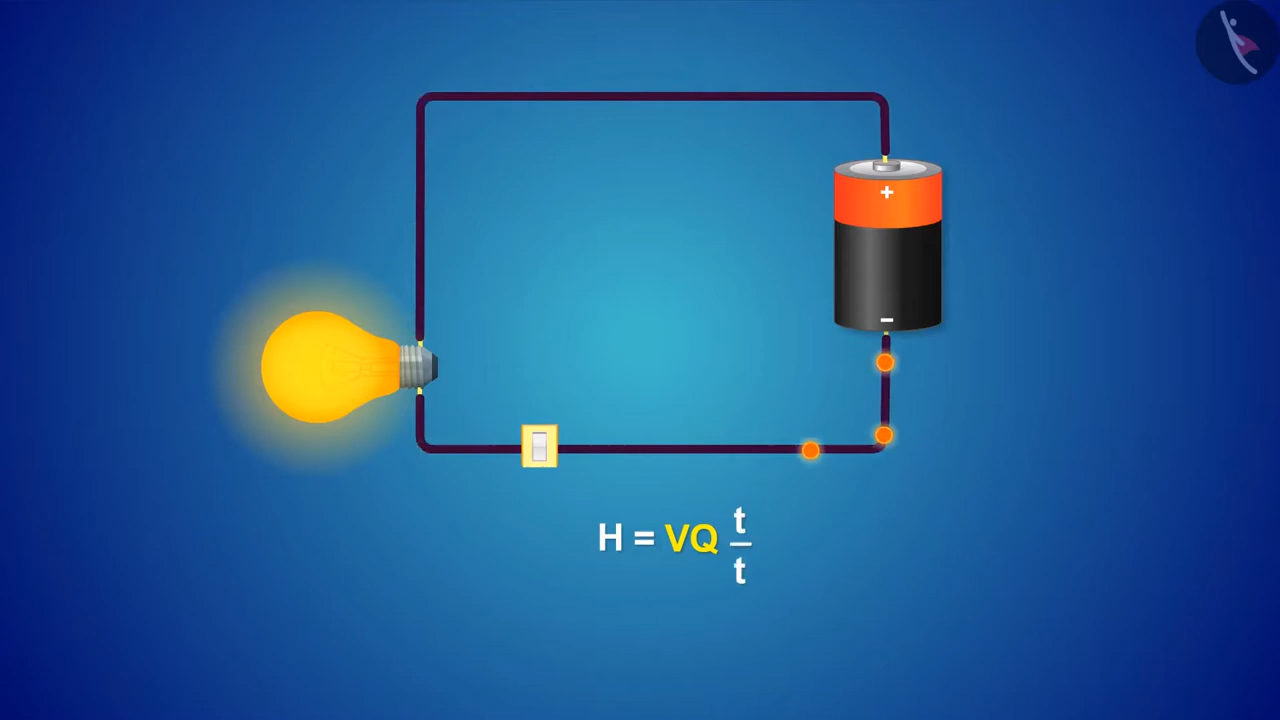 +
−
H = VQ t/t